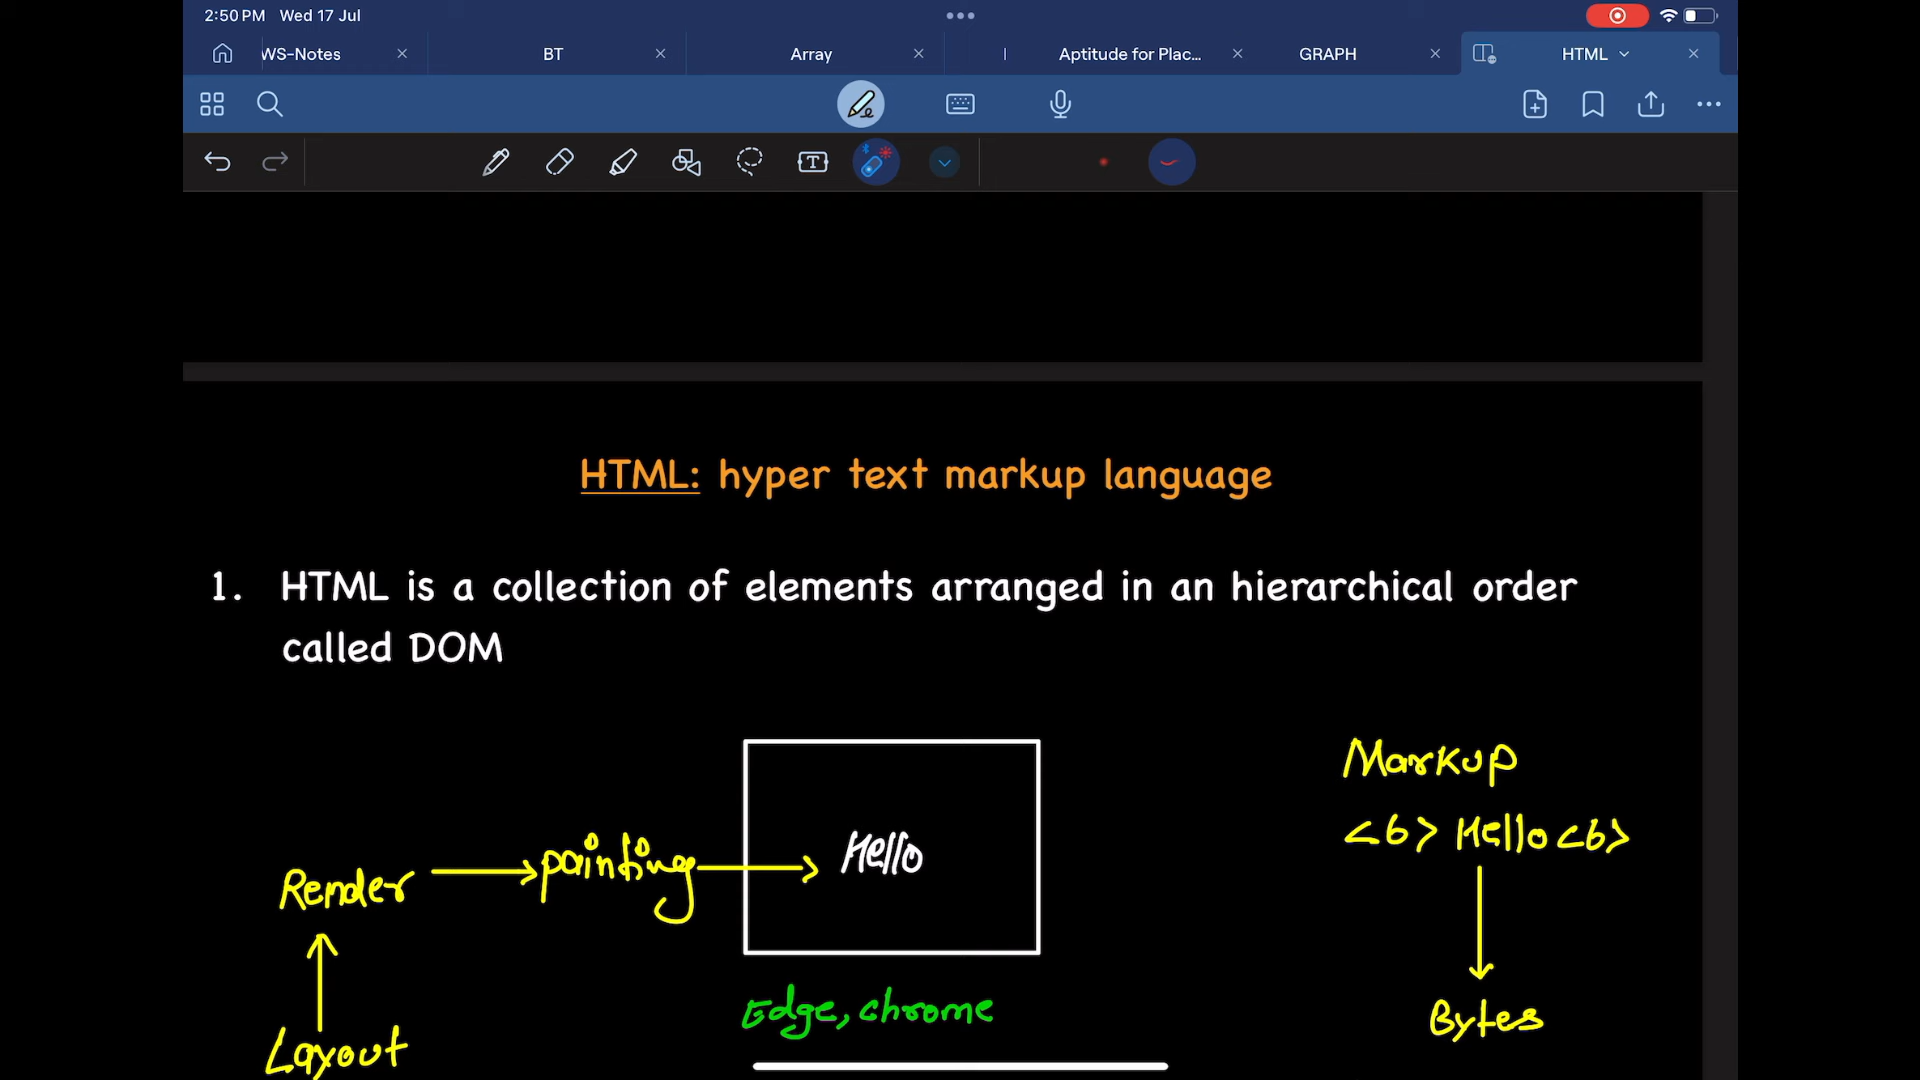 2:50 PM Wed 17 Jul
WS-Notes
BT
Array
Aptitude for Plac...
GRAPH
HTML
T
HTML: hyper text markup language
1. HTML is a collection of elements arranged in an hierarchical order
called DOM
Markup
<b> Hello <b>
Hello
painting
Render
Edge, chrome
Bytes
Layout